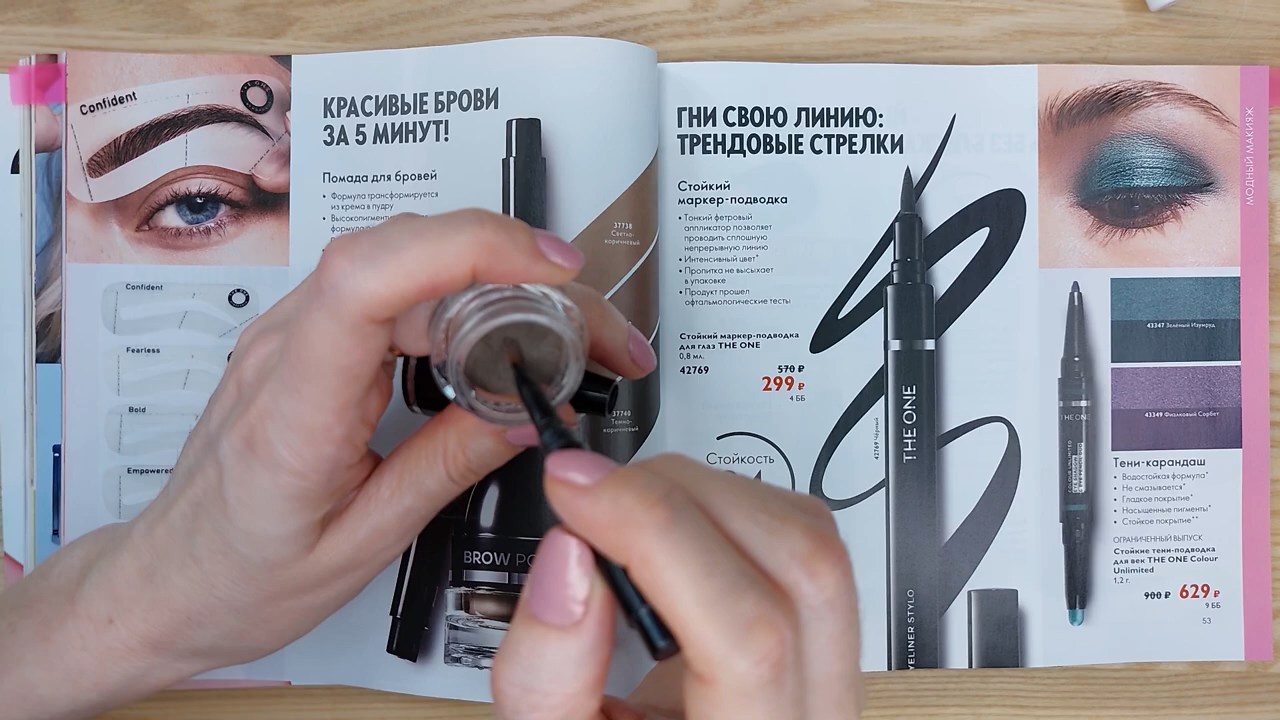 Confident
КРАСИВЫЕ БРОВИ
ЗА 5 МИНУТ!
Помада для бровей
• Формула трансформируется
из крема в пудру
37738
Светло-
коричневый
Confident
Fearless
Bold
Empowered
37740
Темно-
коричневый
BROW
ГНИ СВОЮ ЛИНИЮ:
ТРЕНДОВЫЕ СТРЕЛКИ
Стойкий
маркер-подводка
• Тонкий фетровый
аппликатор позволяет
проводить сплошную
непрерывную линию
• Интенсивный цвет*
• Пропитка не высыхает
в упаковке
• Продукт прошел
офтальмологические тесты
Стойкий маркер-подводка
для глаз THE ONE
0,8 мл.
42769
570 ₽
299 ₽
4 ББ
Стойкость
42769 Чёрный
THE ONE
EYELINER STYLO
МОДНЫЙ МАКИЯЖ
43347 Зелёный Изумруд
43349 Фиалковый Сорбет
THE ONE
Тени-карандаш
• Водостойкая формула*
• Не смазывается*
• Гладкое покрытие*
• Насыщенные пигменты*
• Стойкое покрытие**
ОГРАНИЧЕННЫЙ ВЫПУСК
Стойкие тени-подводка
для век THE ONE Colour
Unlimited
1,2 г.
900 ₽ 629 ₽
9 ББ
53